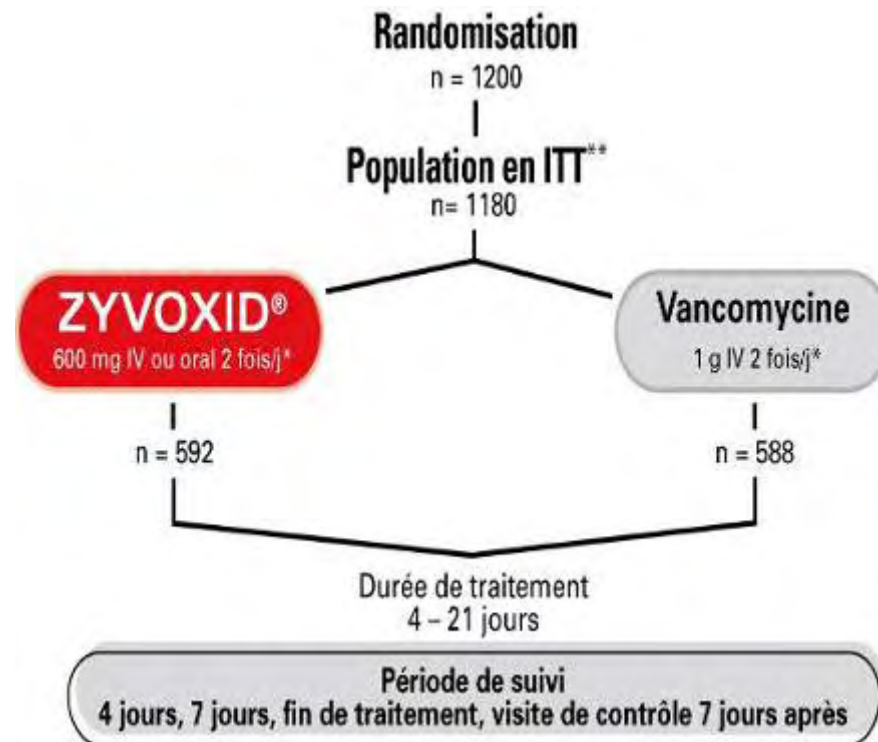 Randomisation
n = 1200
Population en ITT**
n= 1180
ZYVOXID®
600 mg IV ou oral 2 fois/j*
Vancomycine
1 g IV 2 fois/j*
n = 592
n = 588
Durée de traitement
4 – 21 jours
Période de suivi
4 jours, 7 jours, fin de traitement, visite de contrôle 7 jours après